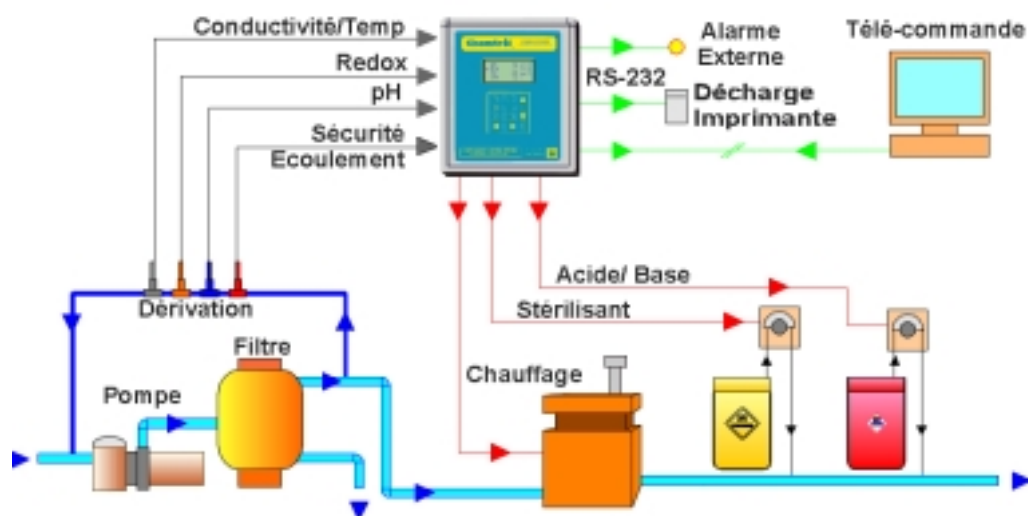 Conductivité/Temp
Redox
pH
Sécurité
Ecoulement
RS-232
Alarme
Externe
Décharge
Imprimante
Télé-commande
Dérivation
Filtre
Pompe
Acide/ Base
Stérilisant
Chauffage